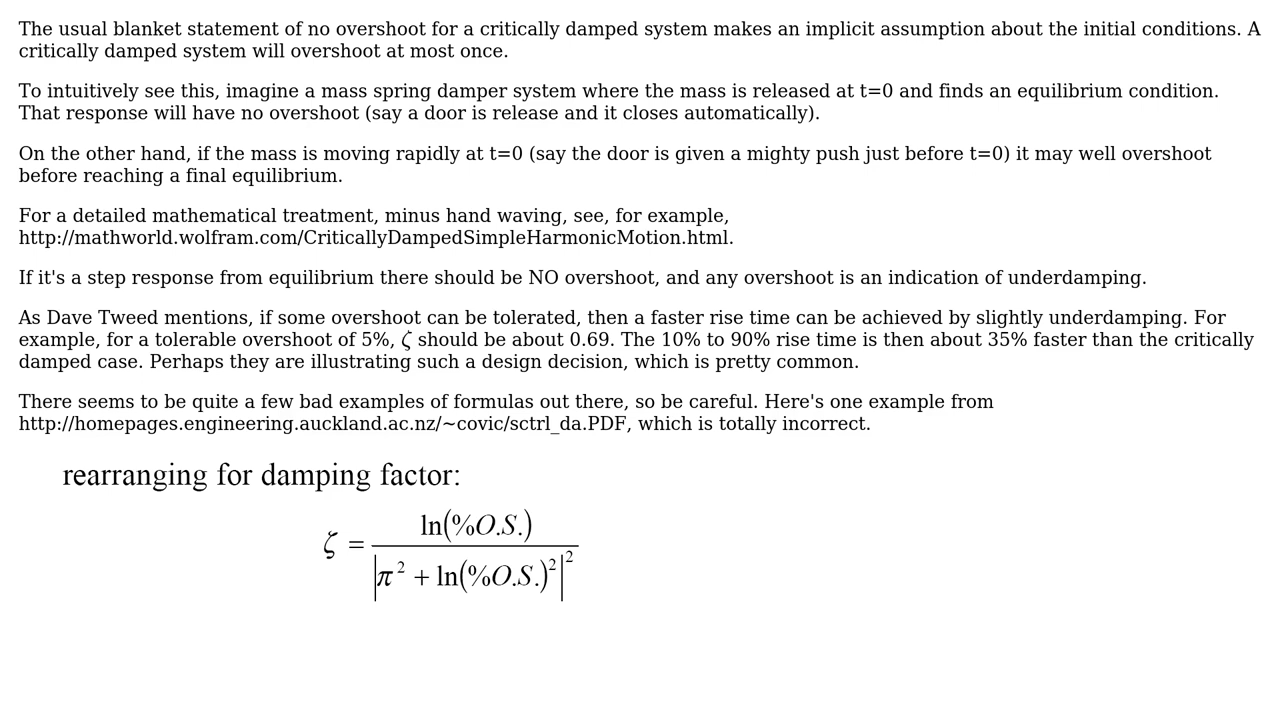 The usual blanket statement of no overshoot for a critically damped system makes an implicit assumption about the initial conditions. A
critically damped system will overshoot at most once.
To intuitively see this, imagine a mass spring damper system where the mass is released at t=0 and finds an equilibrium condition.
That response will have no overshoot (say a door is release and it closes automatically).
On the other hand, if the mass is moving rapidly at t=0 (say the door is given a mighty push just before t=0) it may well overshoot
before reaching a final equilibrium.
For a detailed mathematical treatment, minus hand waving, see, for example,
http://mathworld.wolfram.com/CriticallyDampedSimpleHarmonicMotion.html.
If it's a step response from equilibrium there should be NO overshoot, and any overshoot is an indication of underdamping.
As Dave Tweed mentions, if some overshoot can be tolerated, then a faster rise time can be achieved by slightly underdamping. For
example, for a tolerable overshoot of 5%, ζ should be about 0.69. The 10% to 90% rise time is then about 35% faster than the critically
damped case. Perhaps they are illustrating such a design decision, which is pretty common.
There seems to be quite a few bad examples of formulas out there, so be careful. Here's one example from
http://homepages.engineering.auckland.ac.nz/~covic/sctrl_da.PDF, which is totally incorrect.
rearranging for damping factor:
ζ = ln(%O.S.) / |π² + ln(%O.S.)²|²